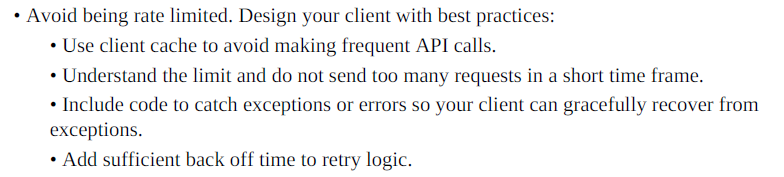 • Avoid being rate limited. Design your client with best practices:
• Use client cache to avoid making frequent API calls.
• Understand the limit and do not send too many requests in a short time frame.
• Include code to catch exceptions or errors so your client can gracefully recover from
exceptions.
• Add sufficient back off time to retry logic.